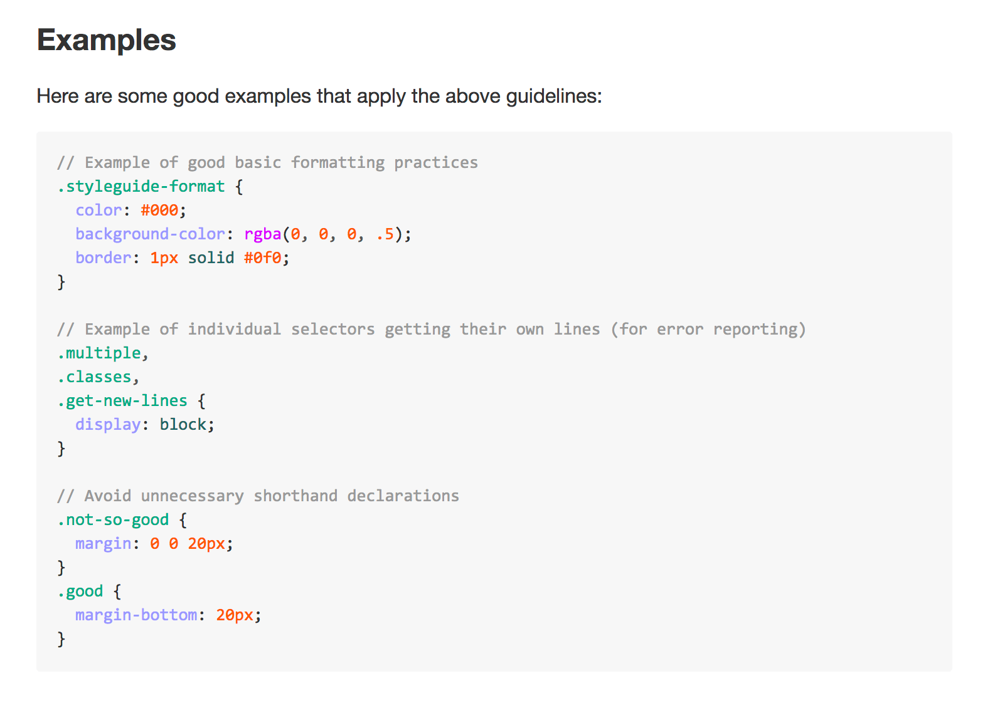 Examples
Here are some good examples that apply the above guidelines:
// Example of good basic formatting practices
.styleguide-format {
  color: #000;
  background-color: rgba(0, 0, 0, .5);
  border: 1px solid #0f0;
}
// Example of individual selectors getting their own lines (for error reporting)
.multiple,
.classes,
.get-new-lines {
  display: block;
}
// Avoid unnecessary shorthand declarations
.not-so-good {
  margin: 0 0 20px;
}
.good {
  margin-bottom: 20px;
}